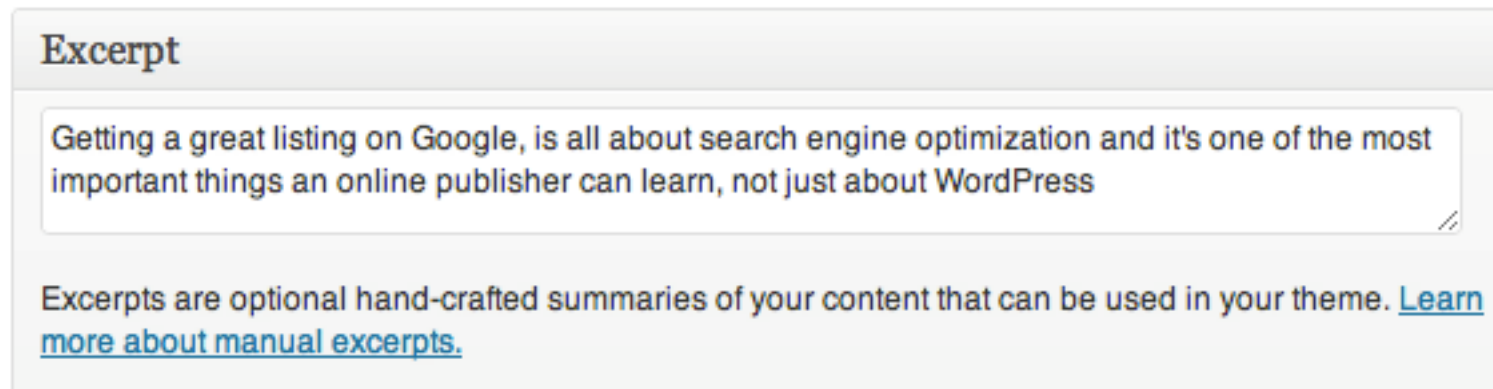 Excerpt
Getting a great listing on Google, is all about search engine optimization and it's one of the most
important things an online publisher can learn, not just about WordPress
Excerpts are optional hand-crafted summaries of your content that can be used in your theme. Learn
more about manual excerpts.